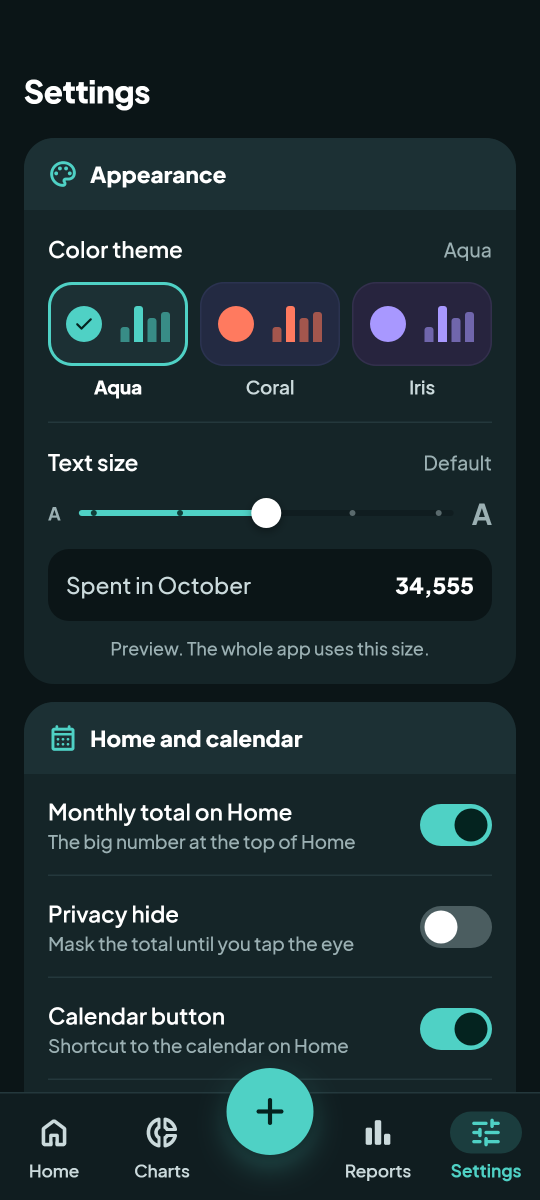 Settings
Appearance
Color theme
Aqua
Aqua
Coral
Iris
Text size
Default
A
A
Spent in October
34,555
Preview. The whole app uses this size.
Home and calendar
Monthly total on Home
The big number at the top of Home
Privacy hide
Mask the total until you tap the eye
Calendar button
Shortcut to the calendar on Home
Home
Charts
Reports
Settings